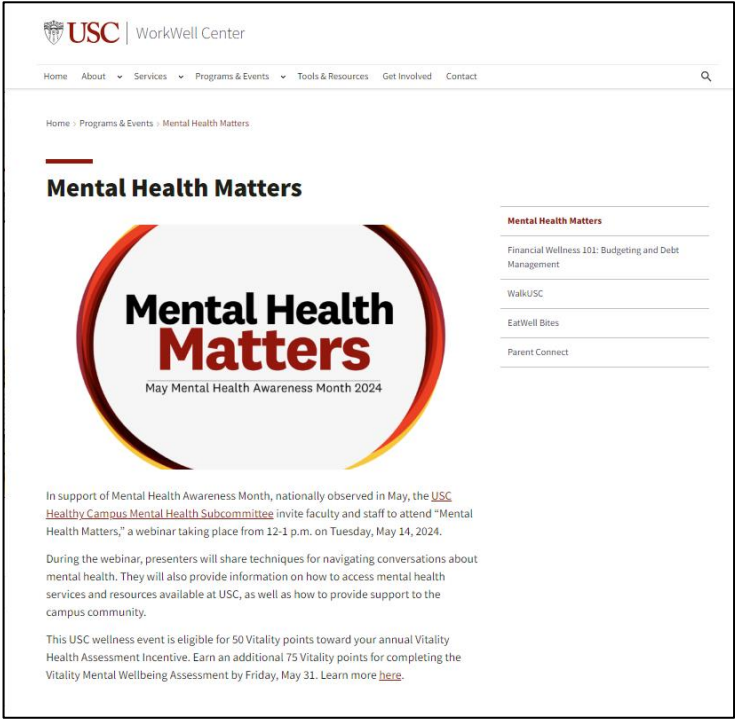 USC | WorkWell Center
Home About Services Programs & Events Tools & Resources Get Involved Contact
Home > Programs & Events > Mental Health Matters
Mental Health Matters
Mental Health
Matters
May Mental Health Awareness Month 2024
In support of Mental Health Awareness Month, nationally observed in May, the USC
Healthy Campus Mental Health Subcommittee invite faculty and staff to attend “Mental
Health Matters,” a webinar taking place from 12-1 p.m. on Tuesday, May 14, 2024.
During the webinar, presenters will share techniques for navigating conversations about
mental health. They will also provide information on how to access mental health
services and resources available at USC, as well as how to provide support to the
campus community.
This USC wellness event is eligible for 50 Vitality points toward your annual Vitality
Health Assessment Incentive. Earn an additional 75 Vitality points for completing the
Vitality Mental Wellbeing Assessment by Friday, May 31. Learn more here.
Mental Health Matters
Financial Wellness 101: Budgeting and Debt
Management
WalkUSC
EatWell Bites
Parent Connect